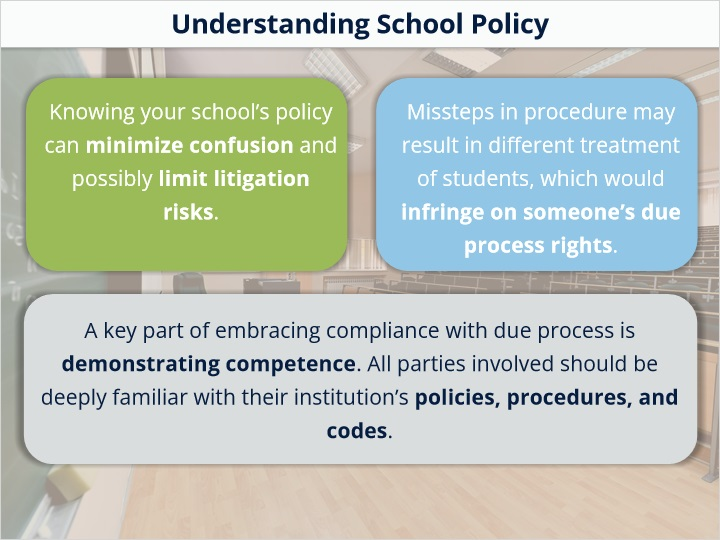 Understanding School Policy
Knowing your school’s policy
can minimize confusion and
possibly limit litigation
risks.
Missteps in procedure may
result in different treatment
of students, which would
infringe on someone’s due
process rights.
A key part of embracing compliance with due process is
demonstrating competence. All parties involved should be
deeply familiar with their institution’s policies, procedures, and
codes.